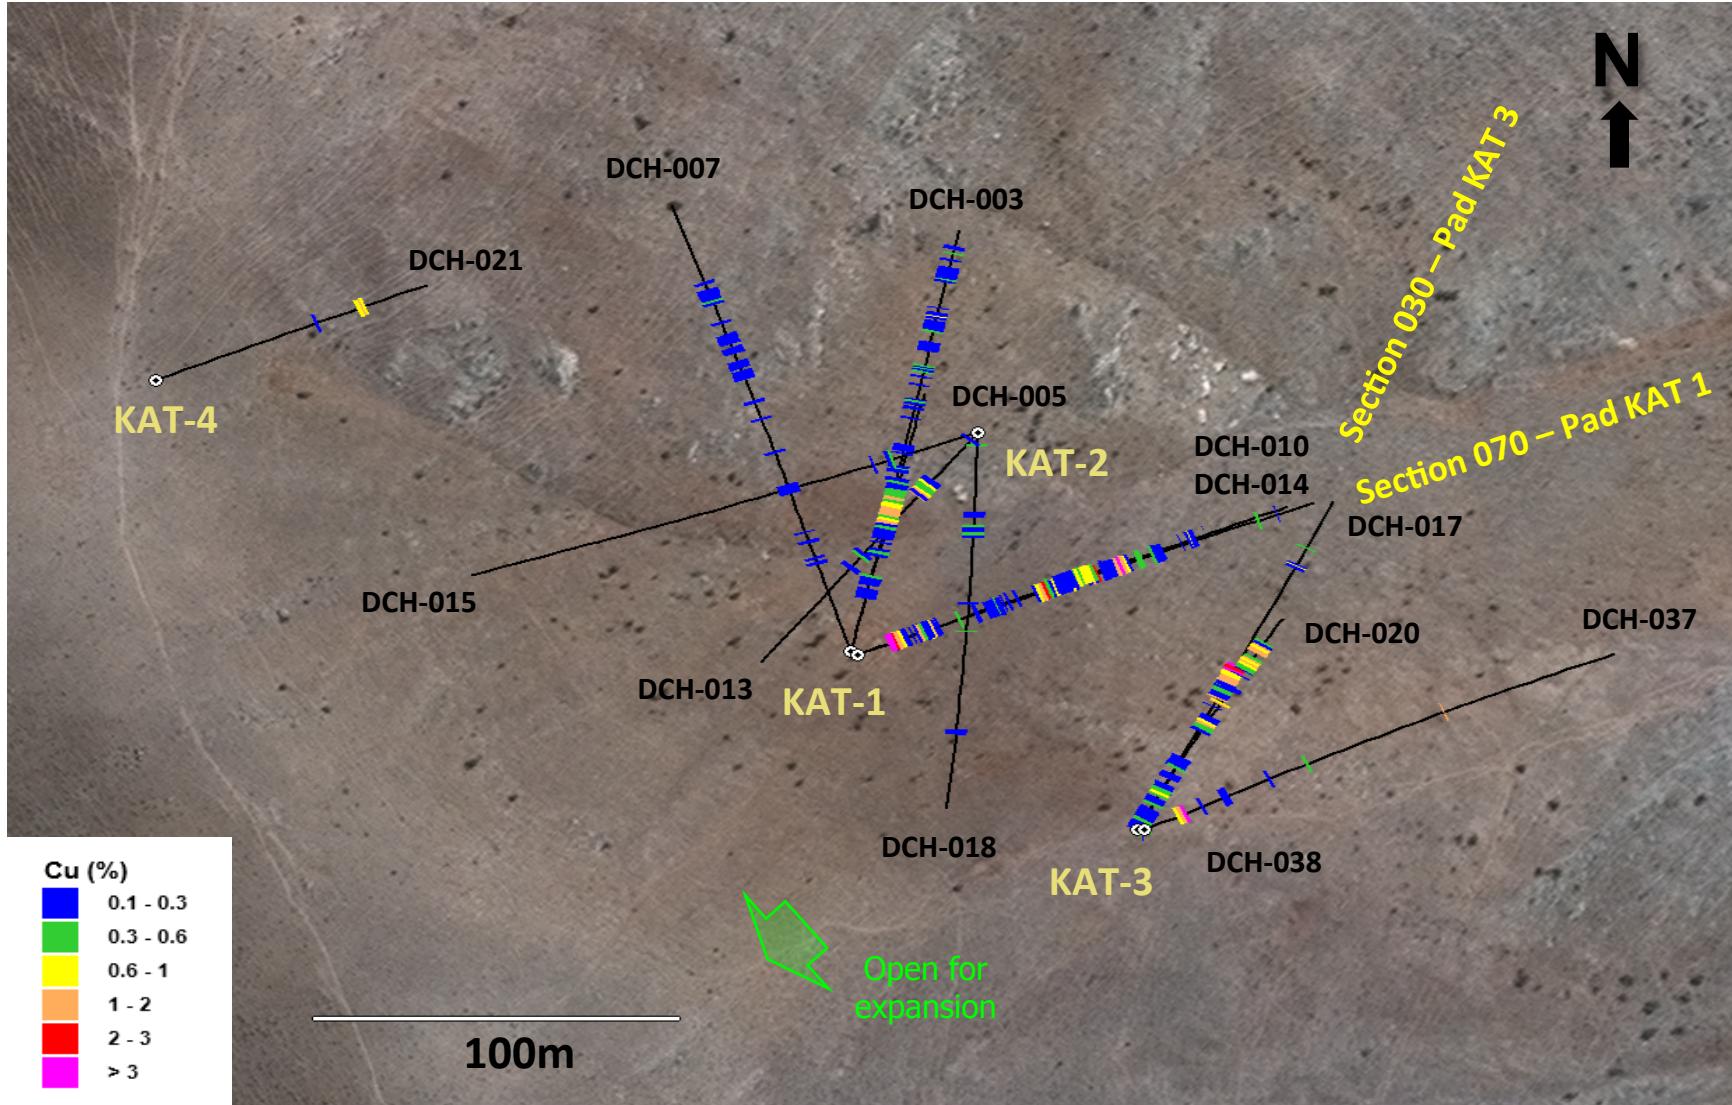 N
DCH-007
DCH-003
Section 030 – Pad KAT 3
DCH-021
KAT-4
DCH-005
KAT-2
Section 070 – Pad KAT 1
DCH-010
DCH-014
DCH-017
DCH-015
DCH-013
KAT-1
DCH-020
DCH-037
DCH-018
KAT-3
DCH-038
Open for
expansion
100m
Cu (%)
0.1 - 0.3
0.3 - 0.6
0.6 - 1
1 - 2
2 - 3
> 3